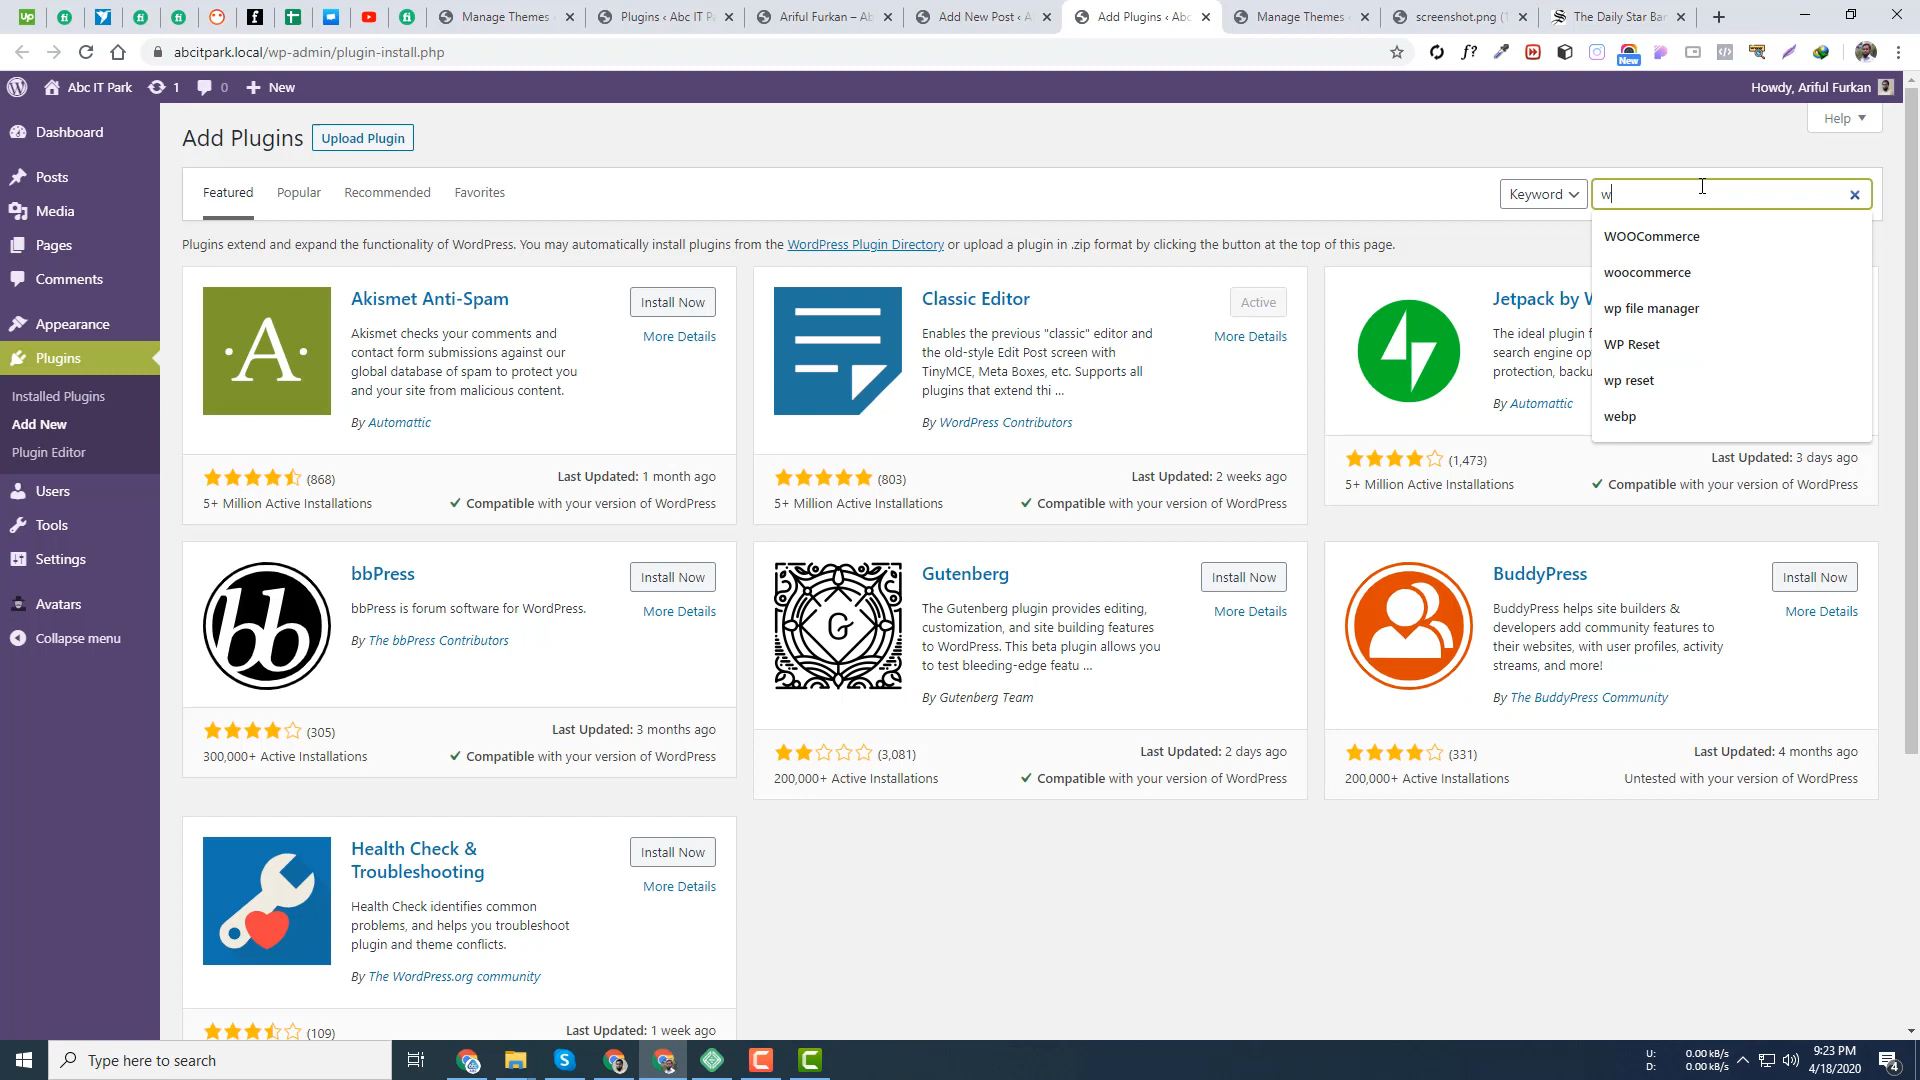 Manage Themes
Plugins ‹ Abc IT P
Ariful Furkan – Ab
Add New Post ‹ A
Add Plugins ‹ Abc
Manage Themes
screenshot.png (1
The Daily Star Ban
abcitpark.local/wp-admin/plugin-install.php
f?
New
Abc IT Park
1
0
New
Howdy, Ariful Furkan
Dashboard
Posts
Media
Pages
Comments
Appearance
Plugins
Installed Plugins
Add New
Plugin Editor
Users
Tools
Settings
Avatars
Collapse menu
Help
Add Plugins
Upload Plugin
Featured
Popular
Recommended
Favorites
Keyword
w
WOOCommerce
woocommerce
wp file manager
WP Reset
wp reset
webp
Plugins extend and expand the functionality of WordPress. You may automatically install plugins from the WordPress Plugin Directory or upload a plugin in .zip format by clicking the button at the top of this page.
Akismet Anti-Spam
Install Now
More Details
Akismet checks your comments and
contact form submissions against our
global database of spam to protect you
and your site from malicious content.
By Automattic
(868)
Last Updated: 1 month ago
5+ Million Active Installations
Compatible with your version of WordPress
Classic Editor
Active
More Details
Enables the previous "classic" editor and
the old-style Edit Post screen with
TinyMCE, Meta Boxes, etc. Supports all
plugins that extend thi ...
By WordPress Contributors
(803)
Last Updated: 2 weeks ago
5+ Million Active Installations
Compatible with your version of WordPress
Jetpack by W
The ideal plugin f
search engine op
protection, backu
By Automattic
(1,473)
Last Updated: 3 days ago
5+ Million Active Installations
Compatible with your version of WordPress
bbPress
Install Now
More Details
bbPress is forum software for WordPress.
By The bbPress Contributors
(305)
Last Updated: 3 months ago
300,000+ Active Installations
Compatible with your version of WordPress
Gutenberg
Install Now
More Details
The Gutenberg plugin provides editing,
customization, and site building features
to WordPress. This beta plugin allows you
to test bleeding-edge featu ...
By Gutenberg Team
(3,081)
Last Updated: 2 days ago
200,000+ Active Installations
Compatible with your version of WordPress
BuddyPress
Install Now
More Details
BuddyPress helps site builders &
developers add community features to
their websites, with user profiles, activity
streams, and more!
By The BuddyPress Community
(331)
Last Updated: 4 months ago
200,000+ Active Installations
Untested with your version of WordPress
Health Check &
Troubleshooting
Install Now
More Details
Health Check identifies common
problems, and helps you troubleshoot
plugin and theme conflicts.
By The WordPress.org community
(109)
Last Updated: 1 week ago
Type here to search
U: 0.00 kB/s
D: 0.00 kB/s
9:23 PM
4/18/2020
4